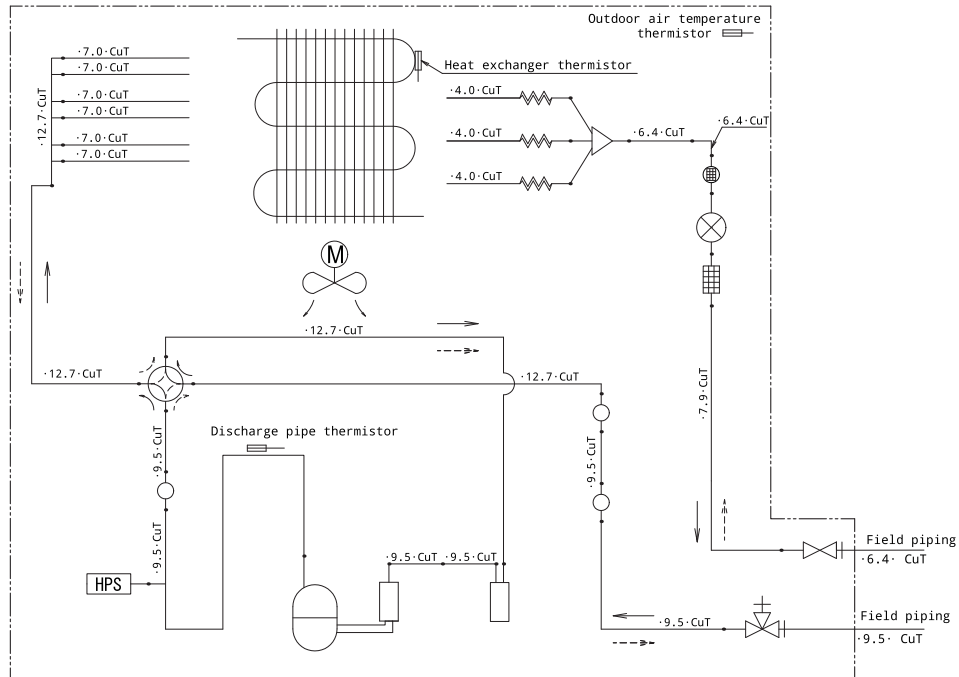 Outdoor air temperature
thermistor
·7.0·CuT
·7.0·CuT
·7.0·CuT
·7.0·CuT
·7.0·CuT
·7.0·CuT
·12.7·CuT
Heat exchanger thermistor
·4.0·CuT
·4.0·CuT
·4.0·CuT
·6.4·CuT
·6.4·CuT
M
·12.7·CuT
·12.7·CuT
·12.7·CuT
·7.9·CuT
Discharge pipe thermistor
·9.5·CuT
·9.5·CuT
·9.5·CuT
HPS
·9.5·CuT
·9.5·CuT
Field piping
·6.4· CuT
Field piping
·9.5·CuT
·9.5· CuT